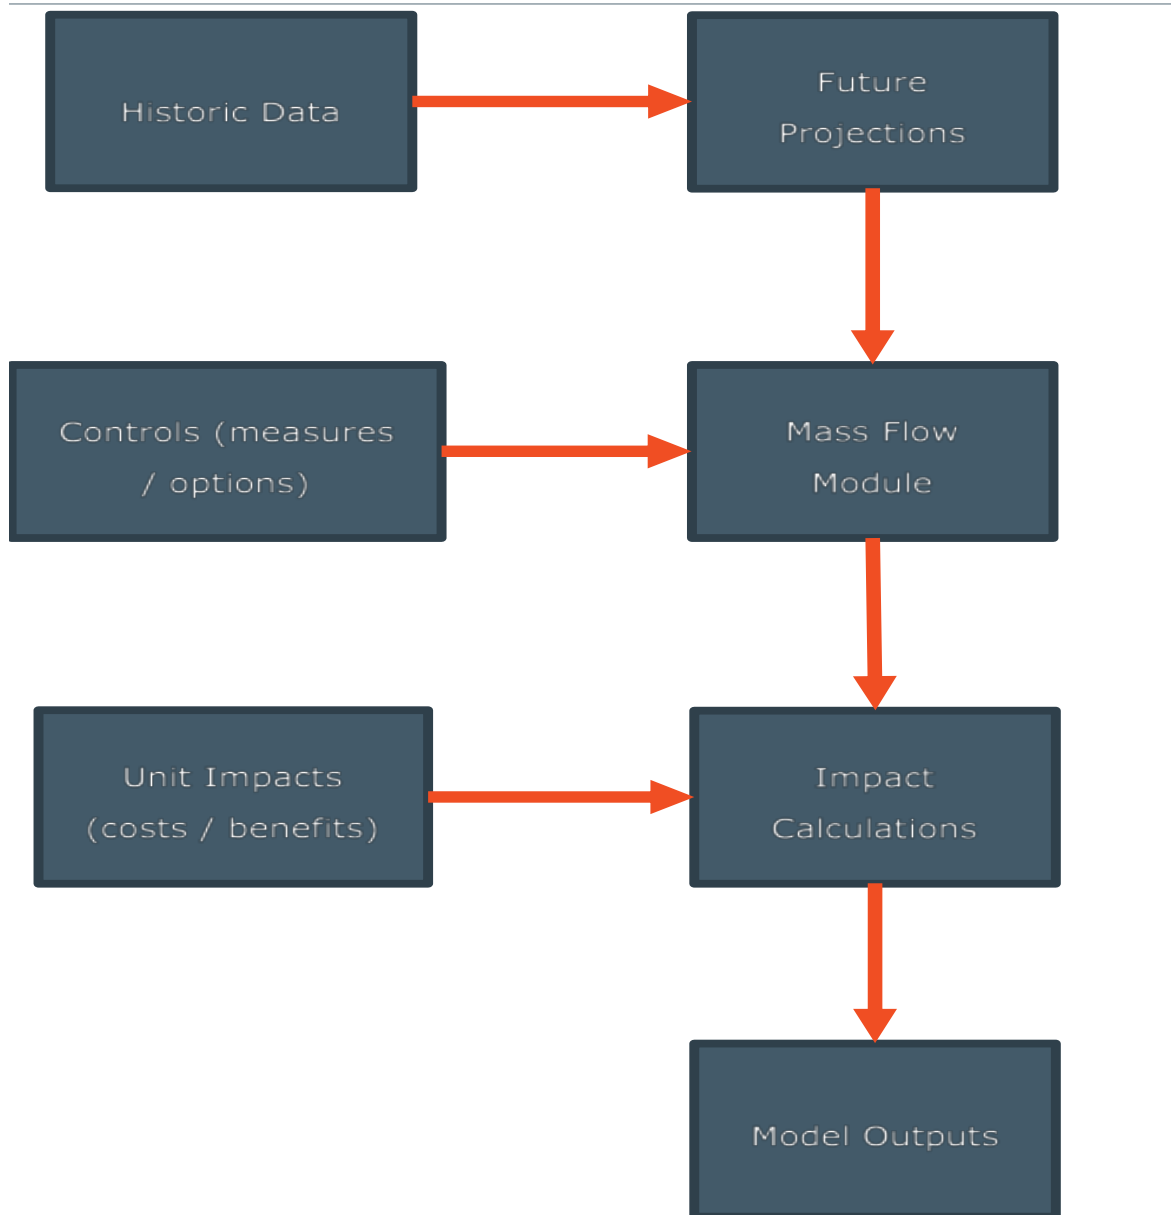 Historic Data
Future
Projections
Controls (measures
/ options)
Mass Flow
Module
Unit Impacts
(costs / benefits)
Impact
Calculations
Model Outputs